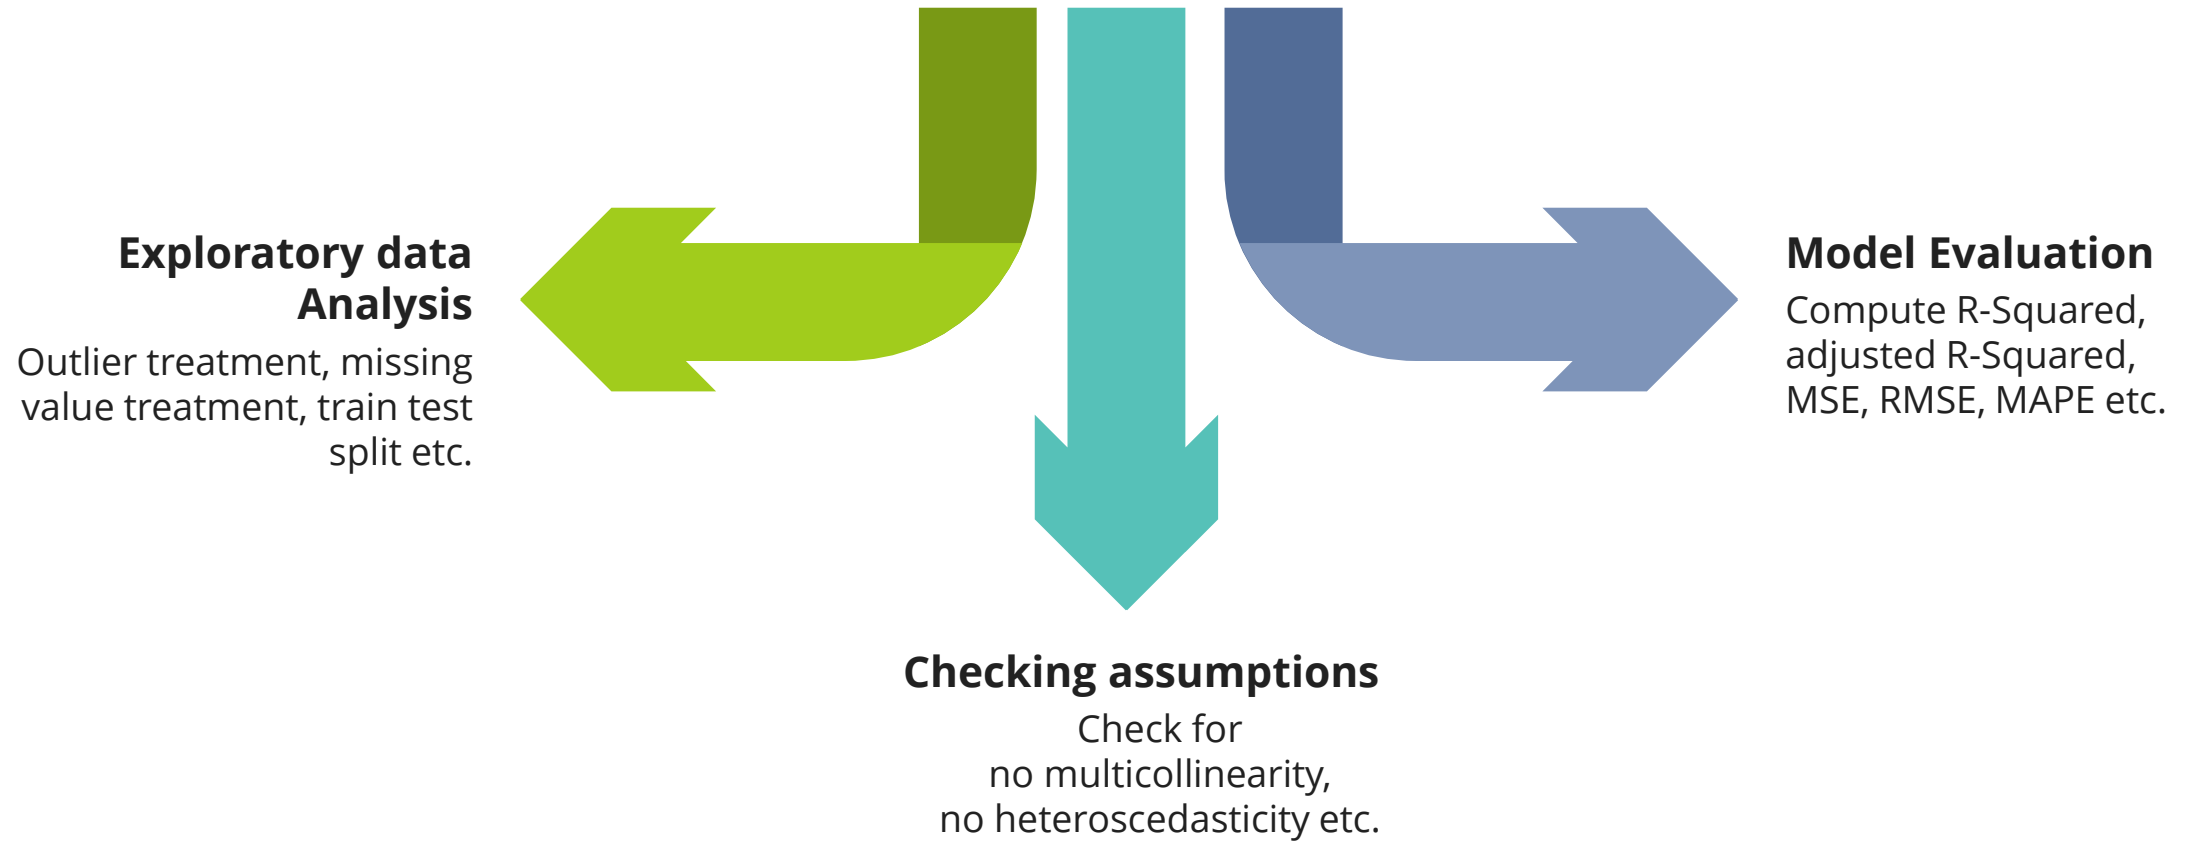 Exploratory data
Analysis
Outlier treatment, missing
value treatment, train test
split etc.
Checking assumptions
Check for
no multicollinearity,
no heteroscedasticity etc.
Model Evaluation
Compute R-Squared,
adjusted R-Squared,
MSE, RMSE, MAPE etc.